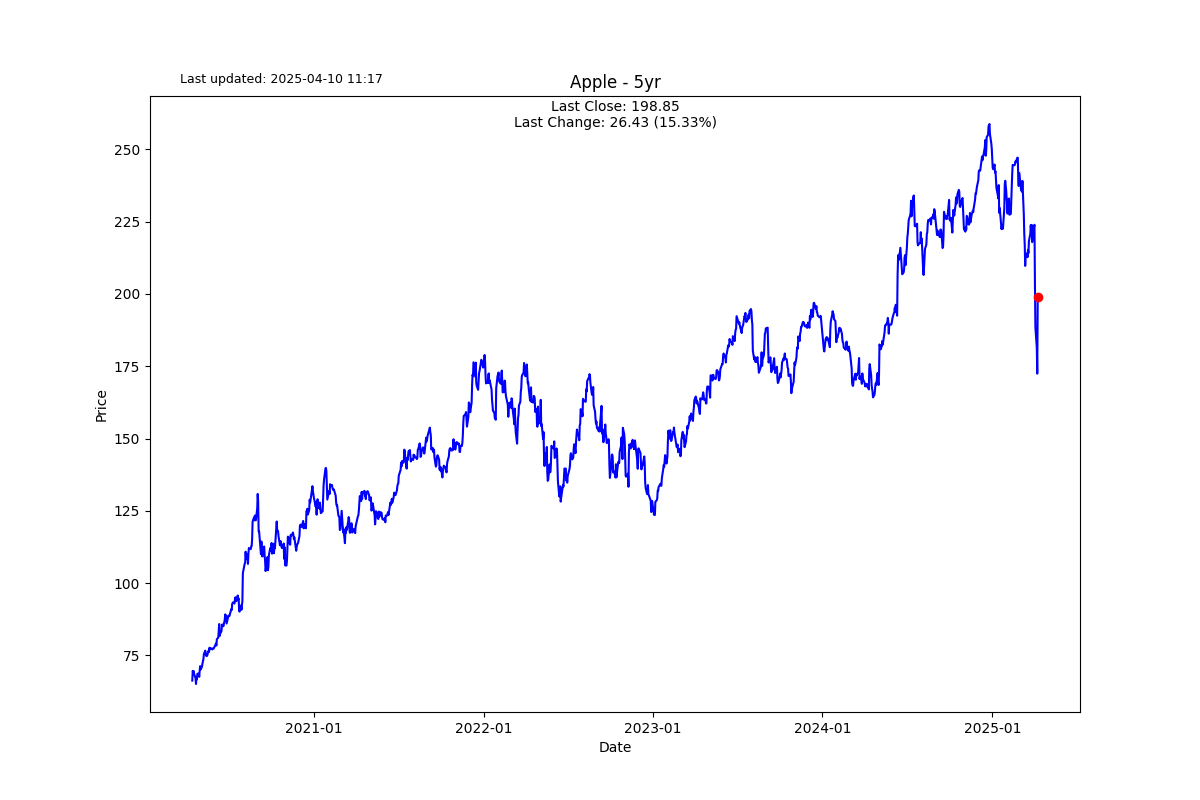 Last updated: 2025-04-10 11:17
Apple - 5yr
Last Close: 198.85
Last Change: 26.43 (15.33%)
250
225
200
175
150
125
100
75
Price
2021-01
2022-01
2023-01
2024-01
2025-01
Date